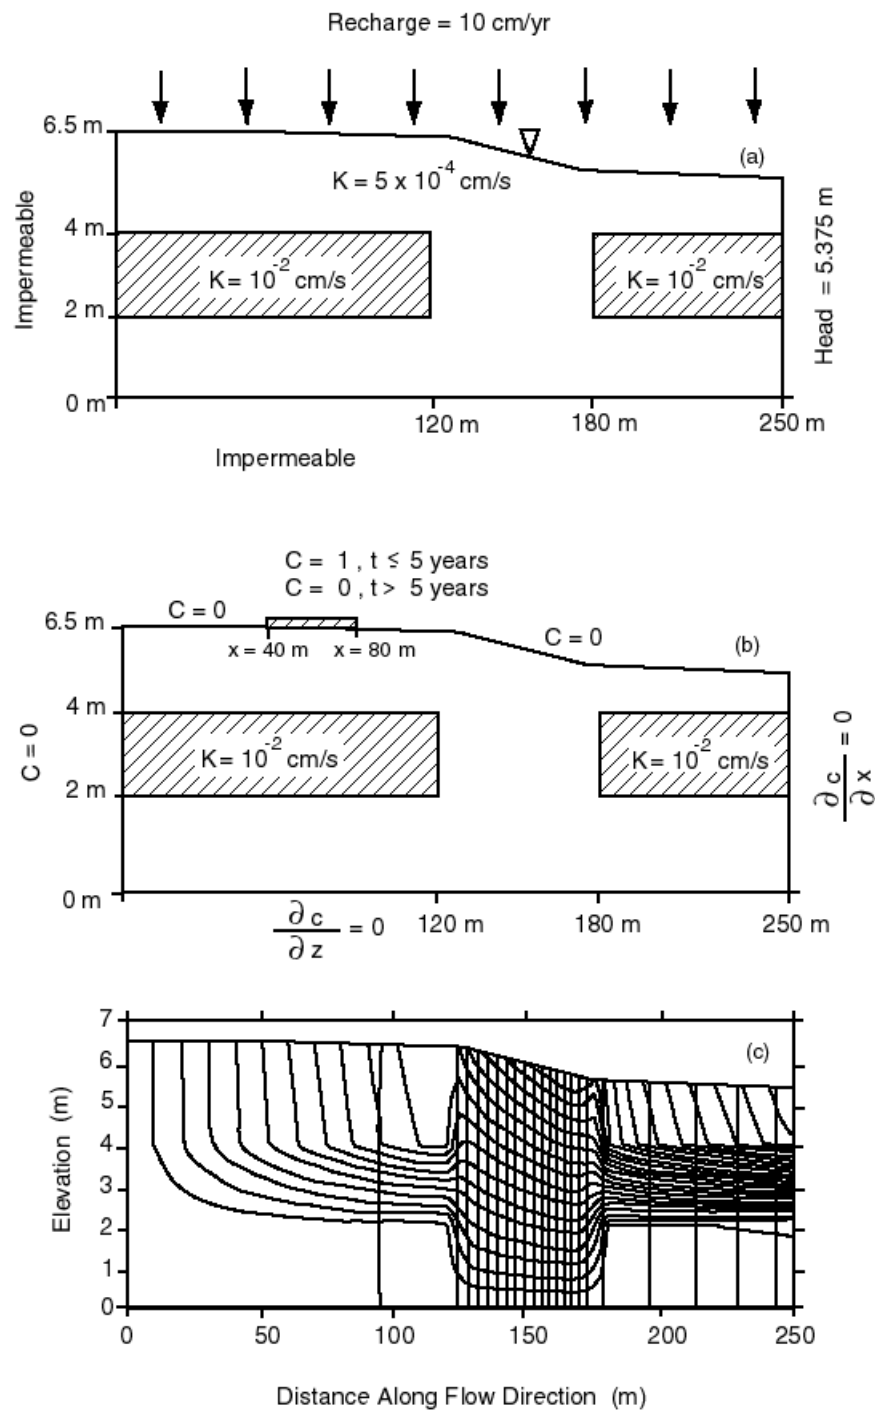 Recharge = 10 cm/yr
6.5 m
(a)
K = 5 x 10⁻⁴ cm/s
Impermeable
4 m
K = 10⁻² cm/s
K = 10⁻² cm/s
Head = 5.375 m
2 m
0 m
120 m
180 m
250 m
Impermeable
C = 1 , t ≤ 5 years
C = 0 , t > 5 years
C = 0
6.5 m
C = 0
(b)
x = 40 m
x = 80 m
4 m
C = 0
K = 10⁻² cm/s
K = 10⁻² cm/s
∂c/∂x = 0
2 m
0 m
∂c/∂z = 0
120 m
180 m
250 m
7
(c)
6
5
4
Elevation (m)
3
2
1
0
0
50
100
150
200
250
Distance Along Flow Direction (m)